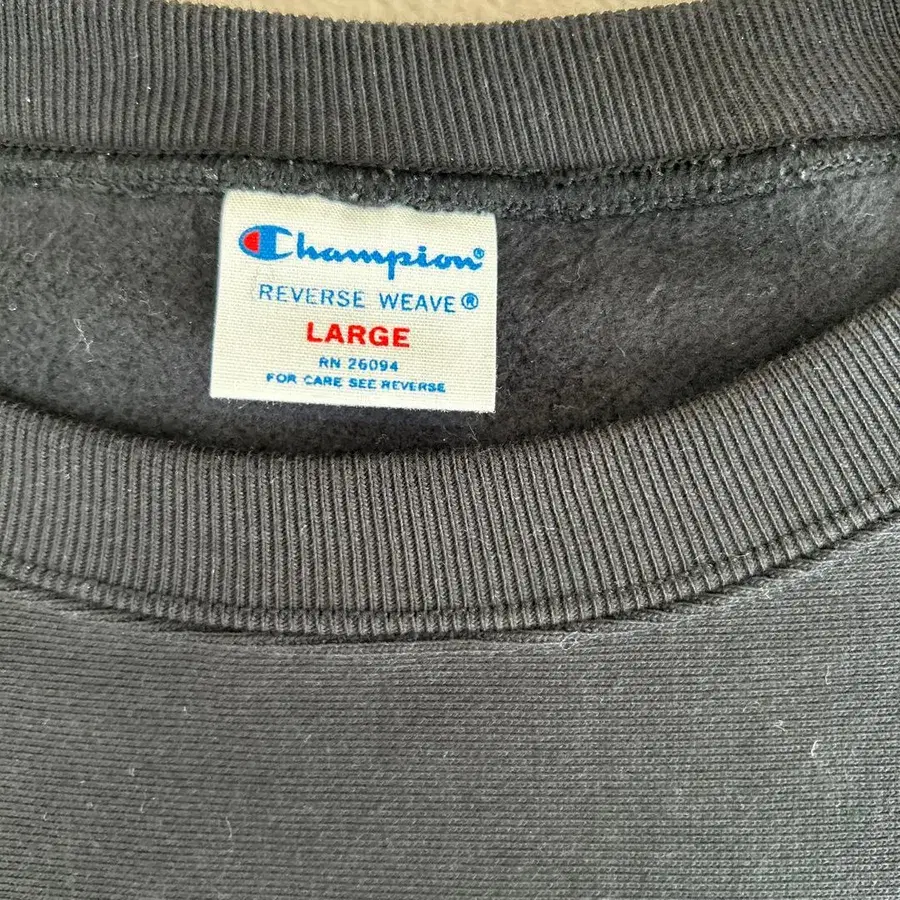 Champion®
REVERSE WEAVE®
LARGE
RN 26094
FOR CARE SEE REVERSE